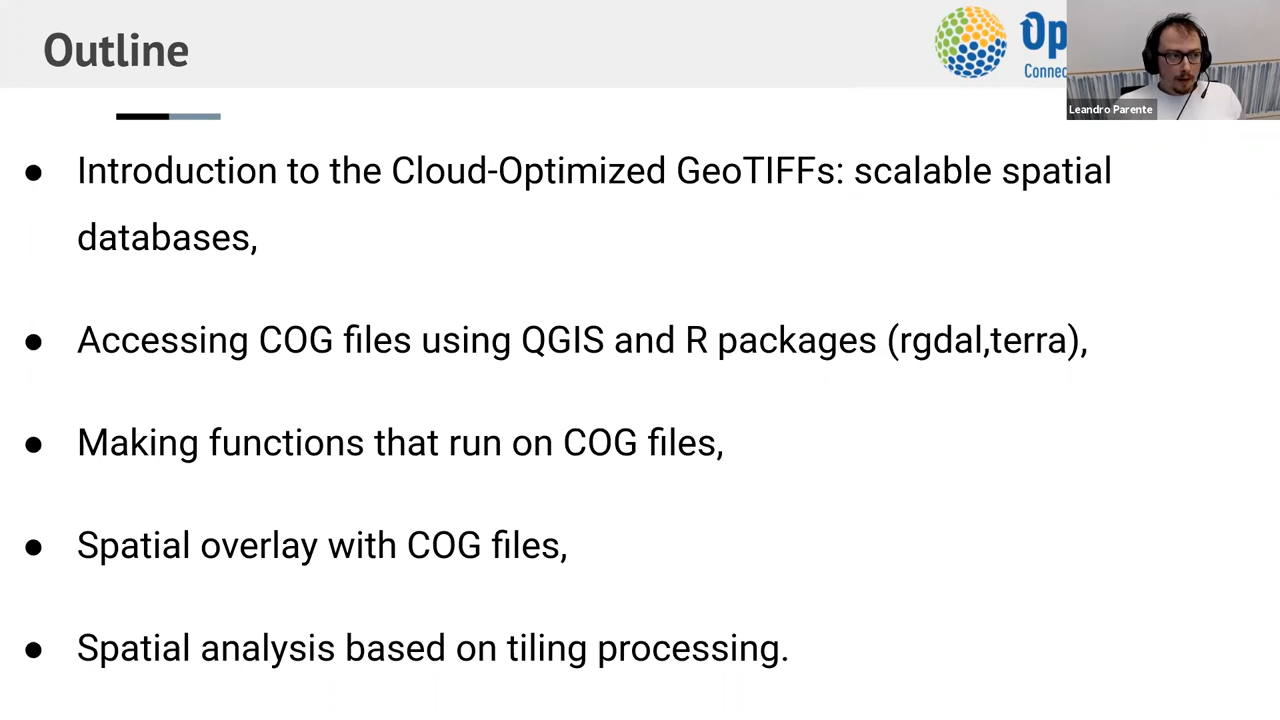 Outline
Op
Connec
Leandro Parente
● Introduction to the Cloud-Optimized GeoTIFFs: scalable spatial
databases,
● Accessing COG files using QGIS and R packages (rgdal,terra),
● Making functions that run on COG files,
● Spatial overlay with COG files,
● Spatial analysis based on tiling processing.